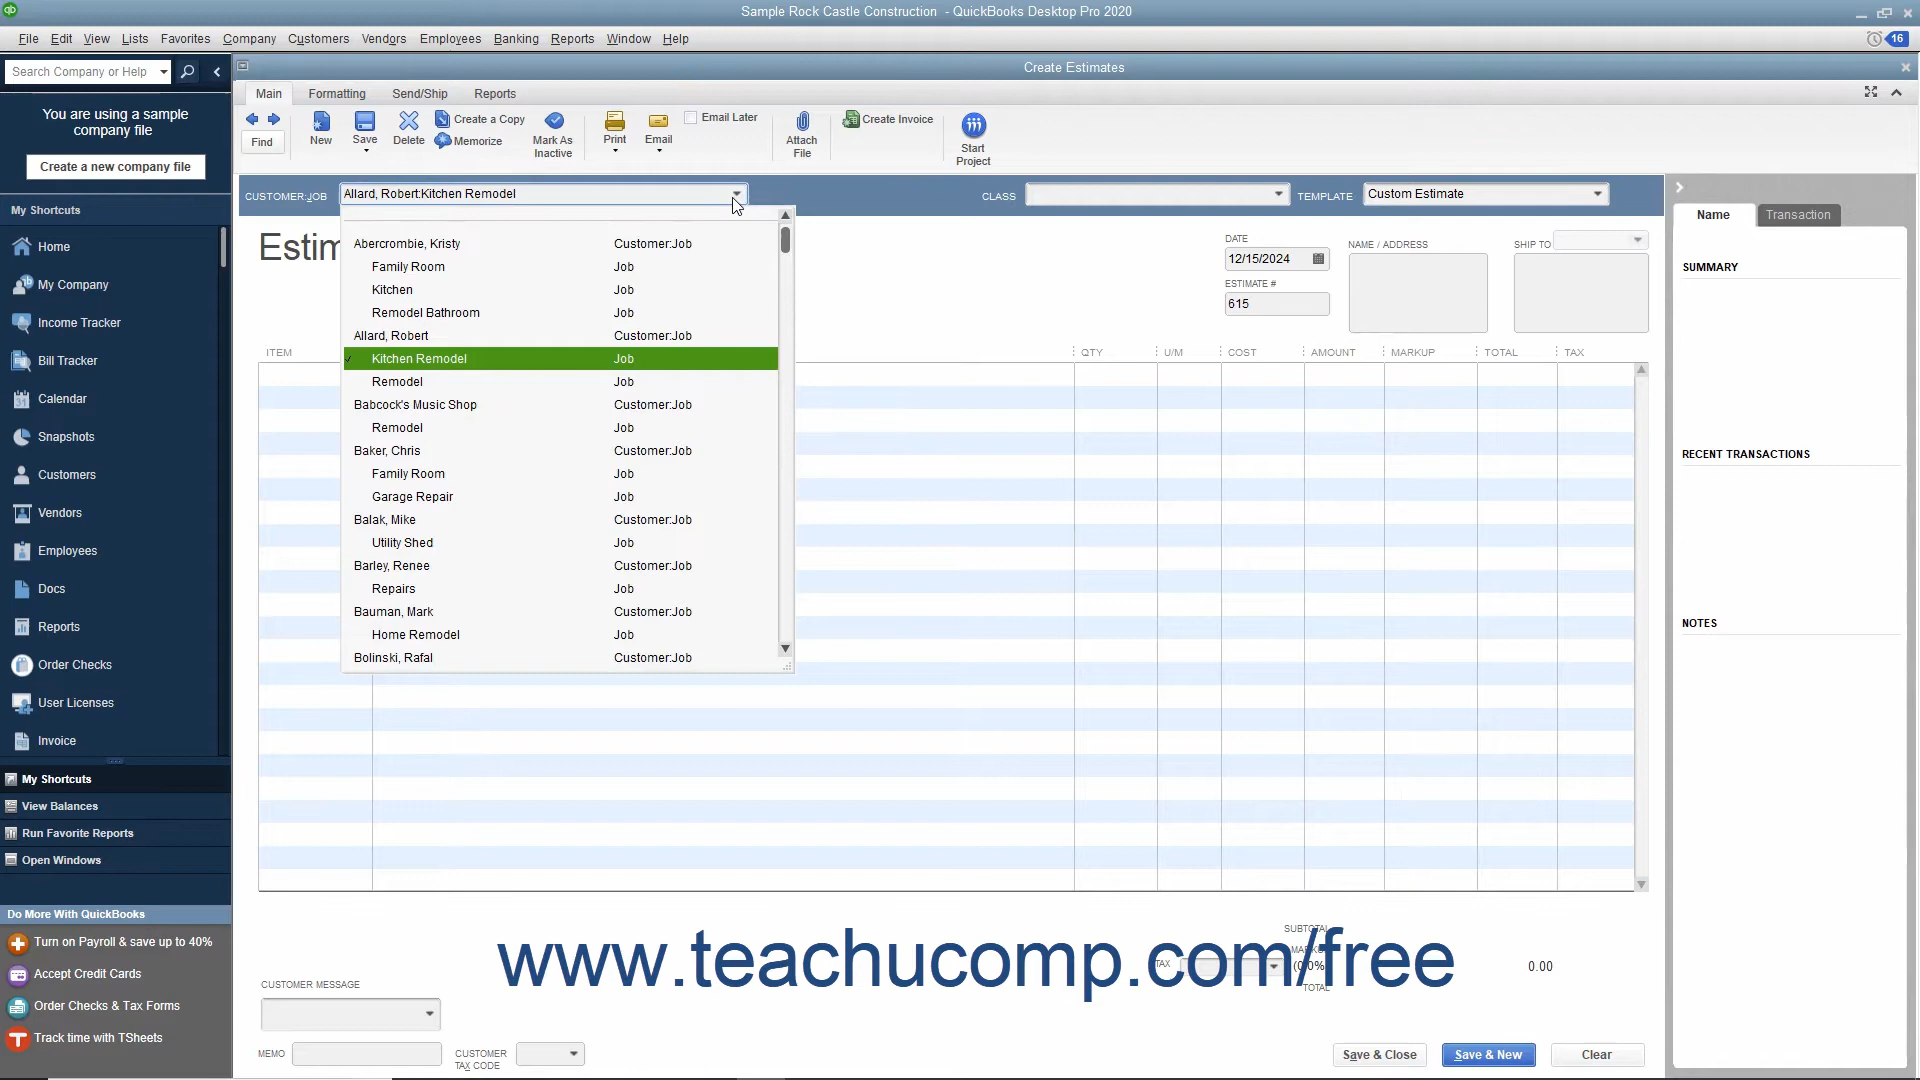 Sample Rock Castle Construction - QuickBooks Desktop Pro 2020
File Edit View Lists Favorites Company Customers Vendors Employees Banking Reports Window Help
16
Search Company or Help
Create Estimates
You are using a sample
company file
Create a new company file
My Shortcuts
Home
My Company
Income Tracker
Bill Tracker
Calendar
Snapshots
Customers
Vendors
Employees
Docs
Reports
Order Checks
User Licenses
Invoice
My Shortcuts
View Balances
Run Favorite Reports
Open Windows
Do More With QuickBooks
Turn on Payroll & save up to 40%
Accept Credit Cards
Order Checks & Tax Forms
Track time with TSheets
Main Formatting Send/Ship Reports
Find
New
Save
Delete
Create a Copy
Memorize
Mark As
Inactive
Print
Email
Email Later
Attach
File
Create Invoice
Start
Project
CUSTOMER:JOB Allard, Robert:Kitchen Remodel
CLASS
TEMPLATE Custom Estimate
Abercrombie, Kristy Customer:Job
Family Room Job
Kitchen Job
Remodel Bathroom Job
Allard, Robert Customer:Job
Kitchen Remodel Job
Remodel Job
Babcock's Music Shop Customer:Job
Remodel Job
Baker, Chris Customer:Job
Family Room Job
Garage Repair Job
Balak, Mike Customer:Job
Utility Shed Job
Barley, Renee Customer:Job
Repairs Job
Bauman, Mark Customer:Job
Home Remodel Job
Bolinski, Rafal Customer:Job
Estim
DATE
12/15/2024
ESTIMATE #
615
NAME / ADDRESS
SHIP TO
ITEM QTY U/M COST AMOUNT MARKUP TOTAL TAX
www.teachucomp.com/free
SUBTOTAL
TAX (0.0%) 0.00
TOTAL
CUSTOMER MESSAGE
MEMO
CUSTOMER
TAX CODE
Save & Close Save & New Clear
Name Transaction
SUMMARY
RECENT TRANSACTIONS
NOTES